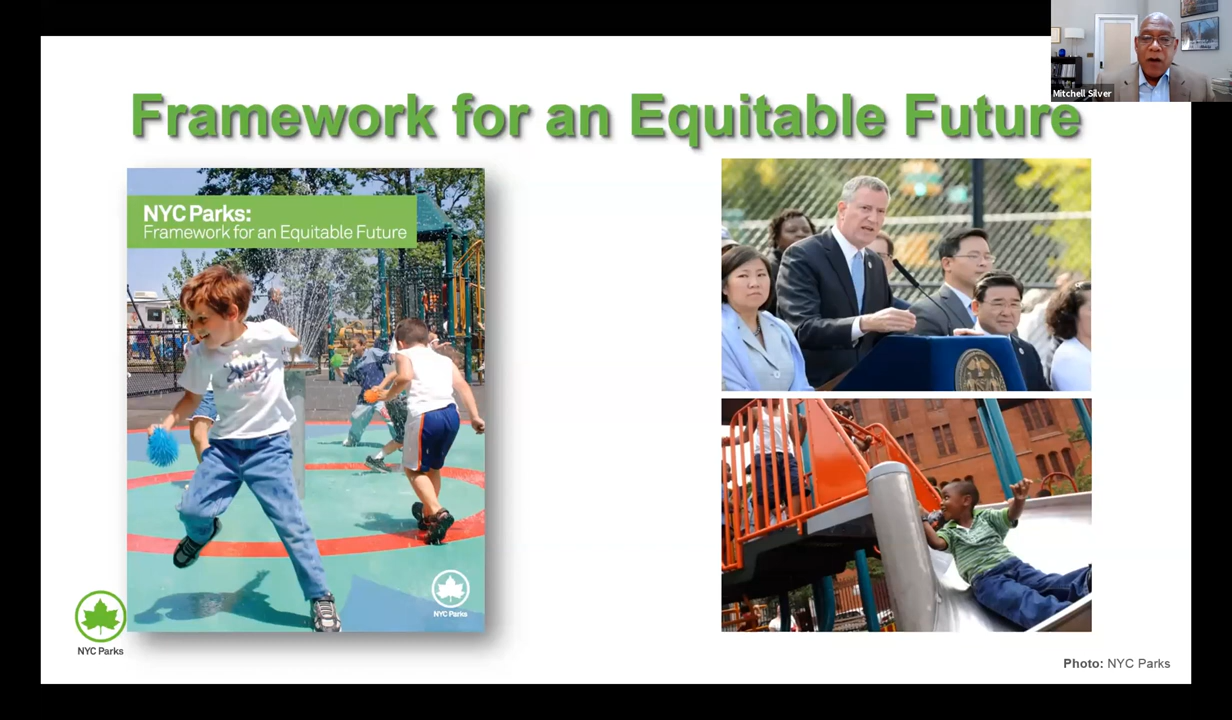 Mitchell Silver
Framework for an Equitable Future
NYC Parks:
Framework for an Equitable Future
NYC Parks
NYC Parks
Photo: NYC Parks